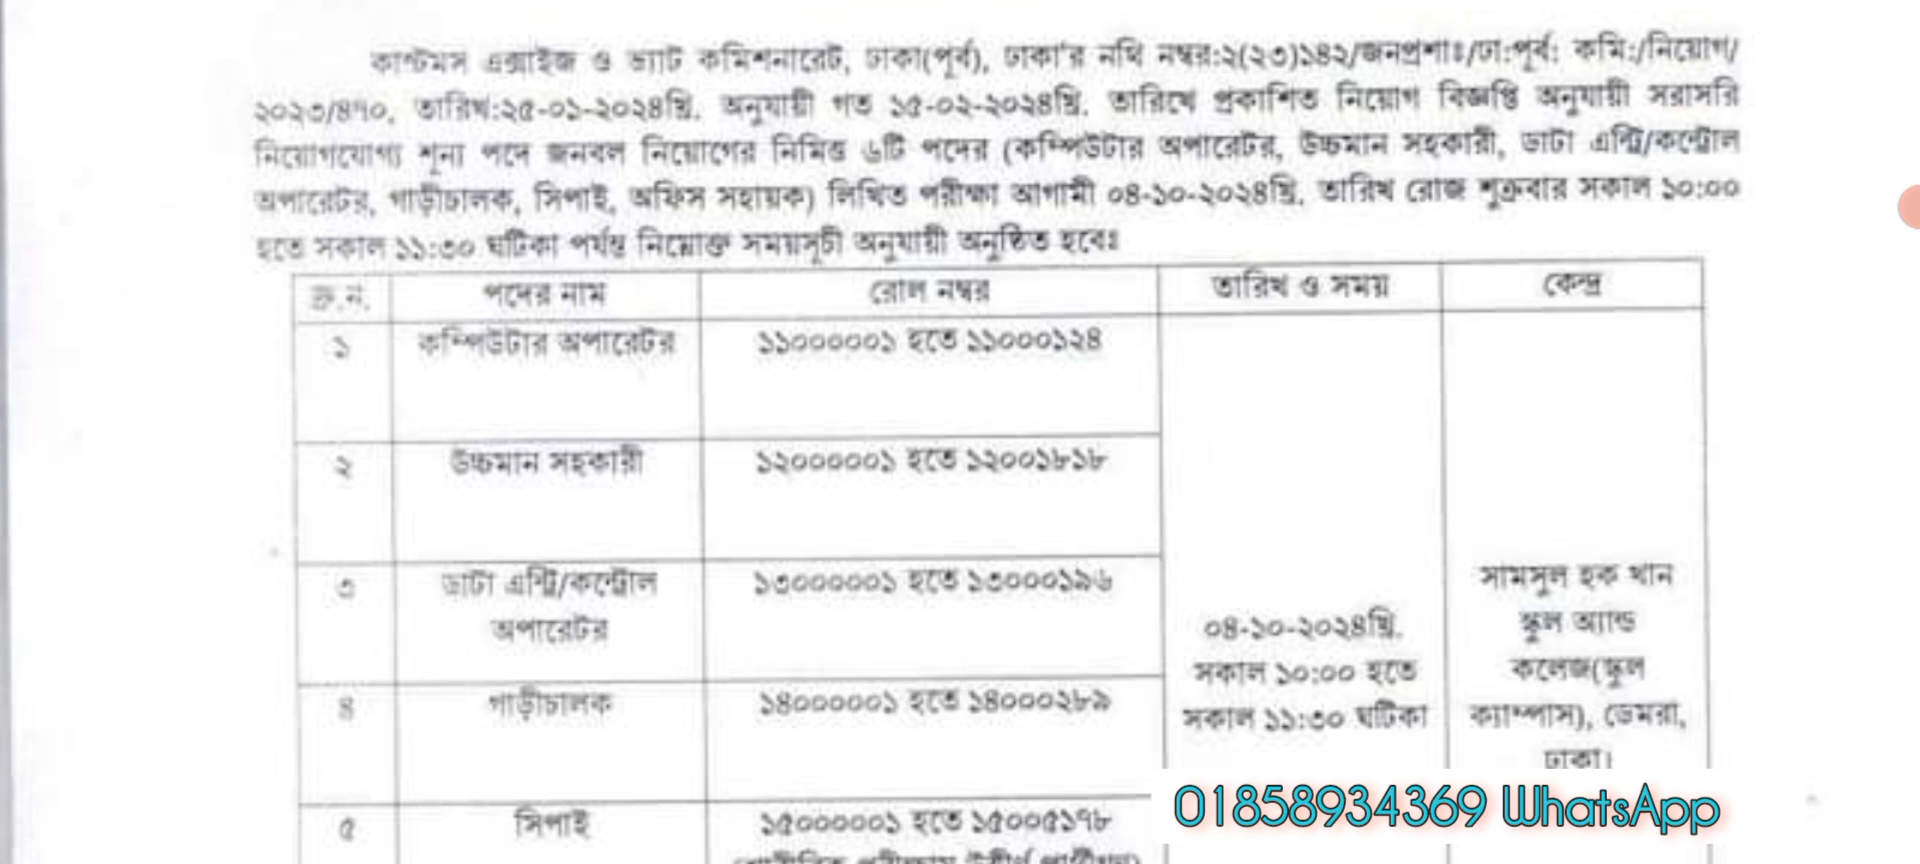 কাস্টমস এক্সাইজ ও ভ্যাট কমিশনারেট, ঢাকা(পূর্ব), ঢাকা'র নথি নম্বর:২(২৩)১৪২/জনপ্রশাঃ/ঢা:পূর্ব: কমি:/নিয়োগ/
২০২৩/৪৭০, তারিখ:২৫-০১-২০২৪খ্রি. অনুযায়ী গত ১৫-০২-২০২৪খ্রি. তারিখে প্রকাশিত নিয়োগ বিজ্ঞপ্তি অনুযায়ী সরাসরি
নিয়োগযোগ্য শূন্য পদে জনবল নিয়োগের নিমিত্ত ৬টি পদের (কম্পিউটার অপারেটর, উচ্চমান সহকারী, ডাটা এন্ট্রি/কন্ট্রোল
অপারেটর, গাড়ীচালক, সিপাই, অফিস সহায়ক) লিখিত পরীক্ষা আগামী ০৪-১০-২০২৪খ্রি. তারিখ রোজ শুক্রবার সকাল ১০:০০
হতে সকাল ১১:৩০ ঘটিকা পর্যন্ত নিম্নোক্ত সময়সূচী অনুযায়ী অনুষ্ঠিত হবেঃ
ক্র.ন. পদের নাম রোল নম্বর তারিখ ও সময় কেন্দ্র
১ কম্পিউটার অপারেটর ১১০০০০০১ হতে ১১০০০১২৪
২ উচ্চমান সহকারী ১২০০০০০১ হতে ১২০০১৮১৮
৩ ডাটা এন্ট্রি/কন্ট্রোল
অপারেটর
১৩০০০০০১ হতে ১৩০০০১৯৬
৪ গাড়ীচালক ১৪০০০০০১ হতে ১৪০০০২৮৯
৫ সিপাই ১৫০০০০০১ হতে ১৫০০৫১৭৮
০৪-১০-২০২৪খ্রি.
সকাল ১০:০০ হতে
সকাল ১১:৩০ ঘটিকা
সামসুল হক খান
স্কুল অ্যান্ড
কলেজ(স্কুল
ক্যাম্পাস), ডেমরা,
ঢাকা।
01858934369 WhatsApp